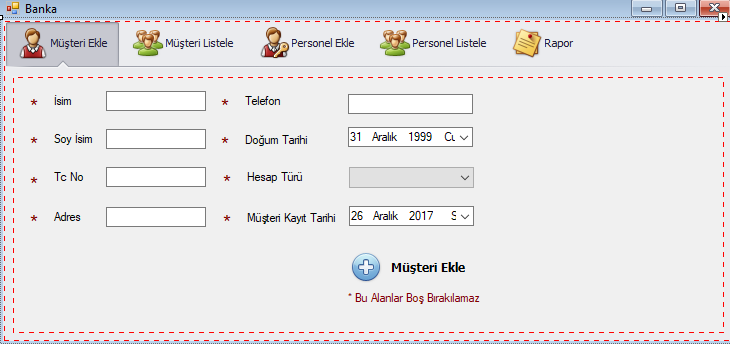 Banka
Müşteri Ekle Müşteri Listele Personel Ekle Personel Listele Rapor
* İsim * Telefon
* Soy İsim * Doğum Tarihi 31 Aralık 1999 Cu
* Tc No * Hesap Türü
* Adres * Müşteri Kayıt Tarihi 26 Aralık 2017 S
Müşteri Ekle
* Bu Alanlar Boş Bırakılamaz